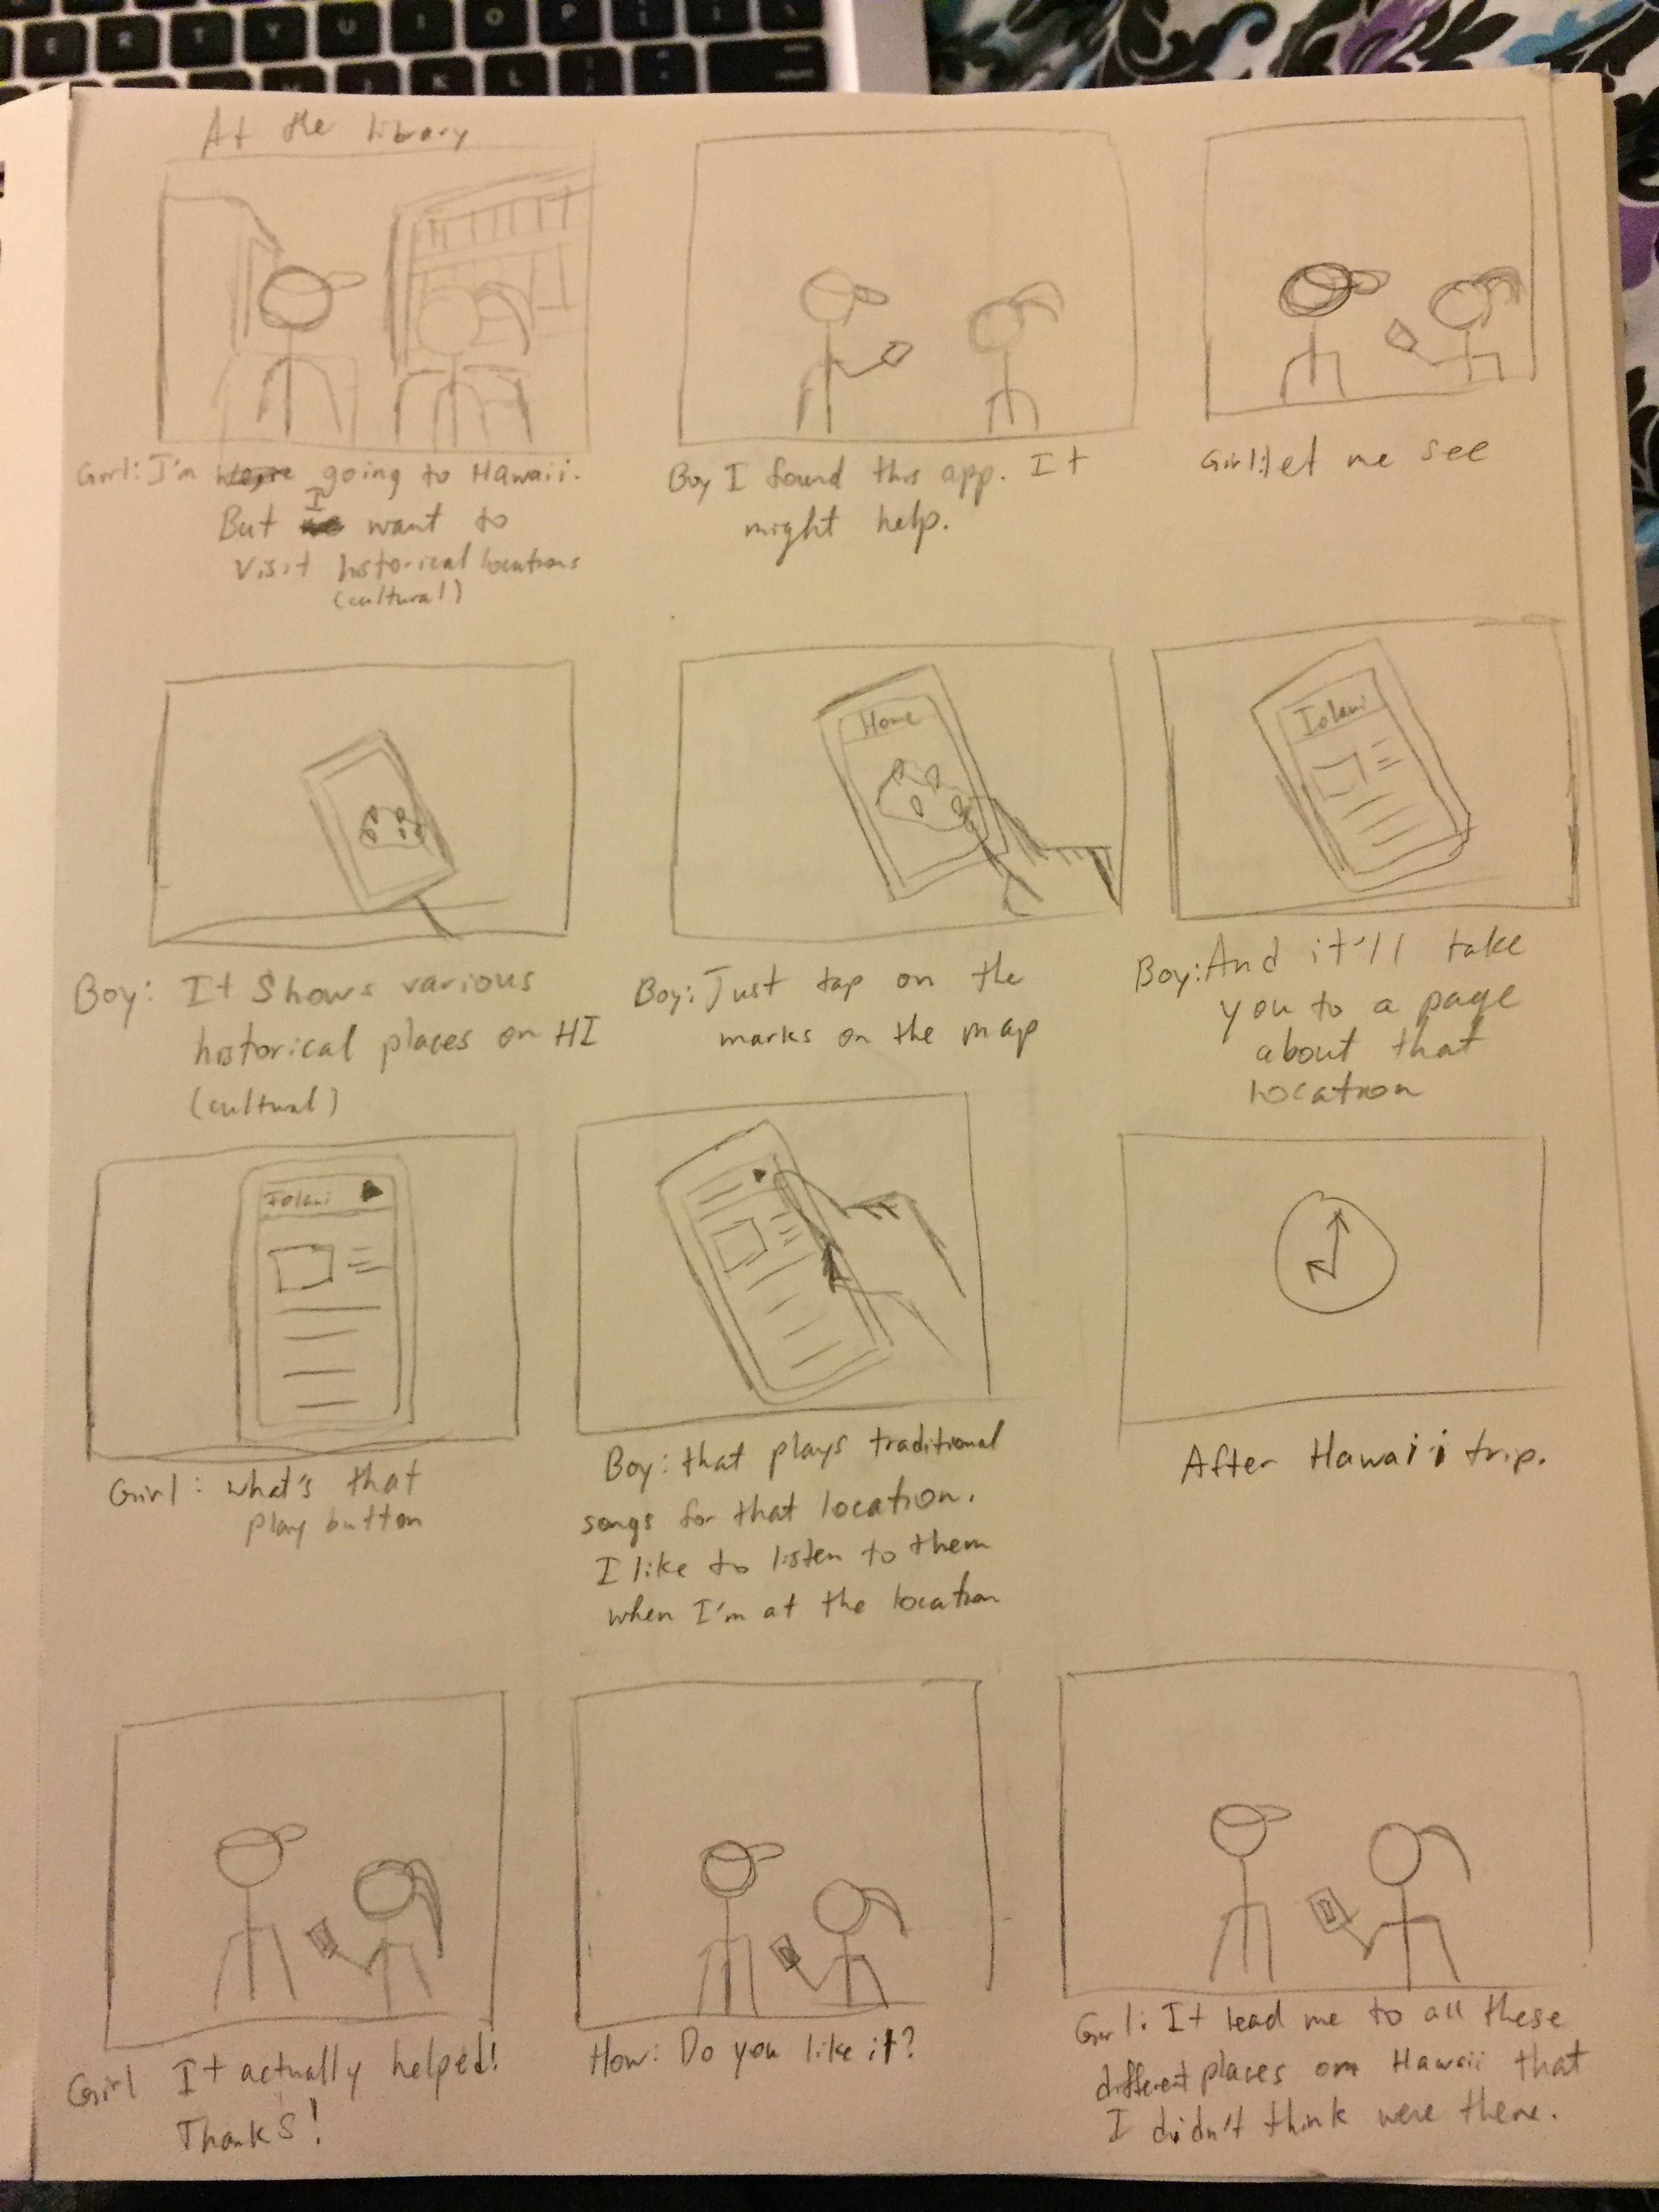 E R T Y U I O P
J K L
At the library
Girl: I'm going to Hawaii.
But I want to
visit historical locations
(cultural)
Boy I found this app. It
might help.
Girl: let me see
Home
Iolani
Boy: It shows various
historical places on HI
(cultural)
Boy: Just tap on the
marks on the map
Boy: And it'll take
you to a page
about that
location
Iolani
Girl: what's that
play button
Boy: that plays traditional
songs for that location.
I like to listen to them
when I'm at the location
After Hawaii trip.
Girl It actually helped!
Thanks!
How: Do you like it?
Girl: It lead me to all these
different places on Hawaii that
I didn't think were there.